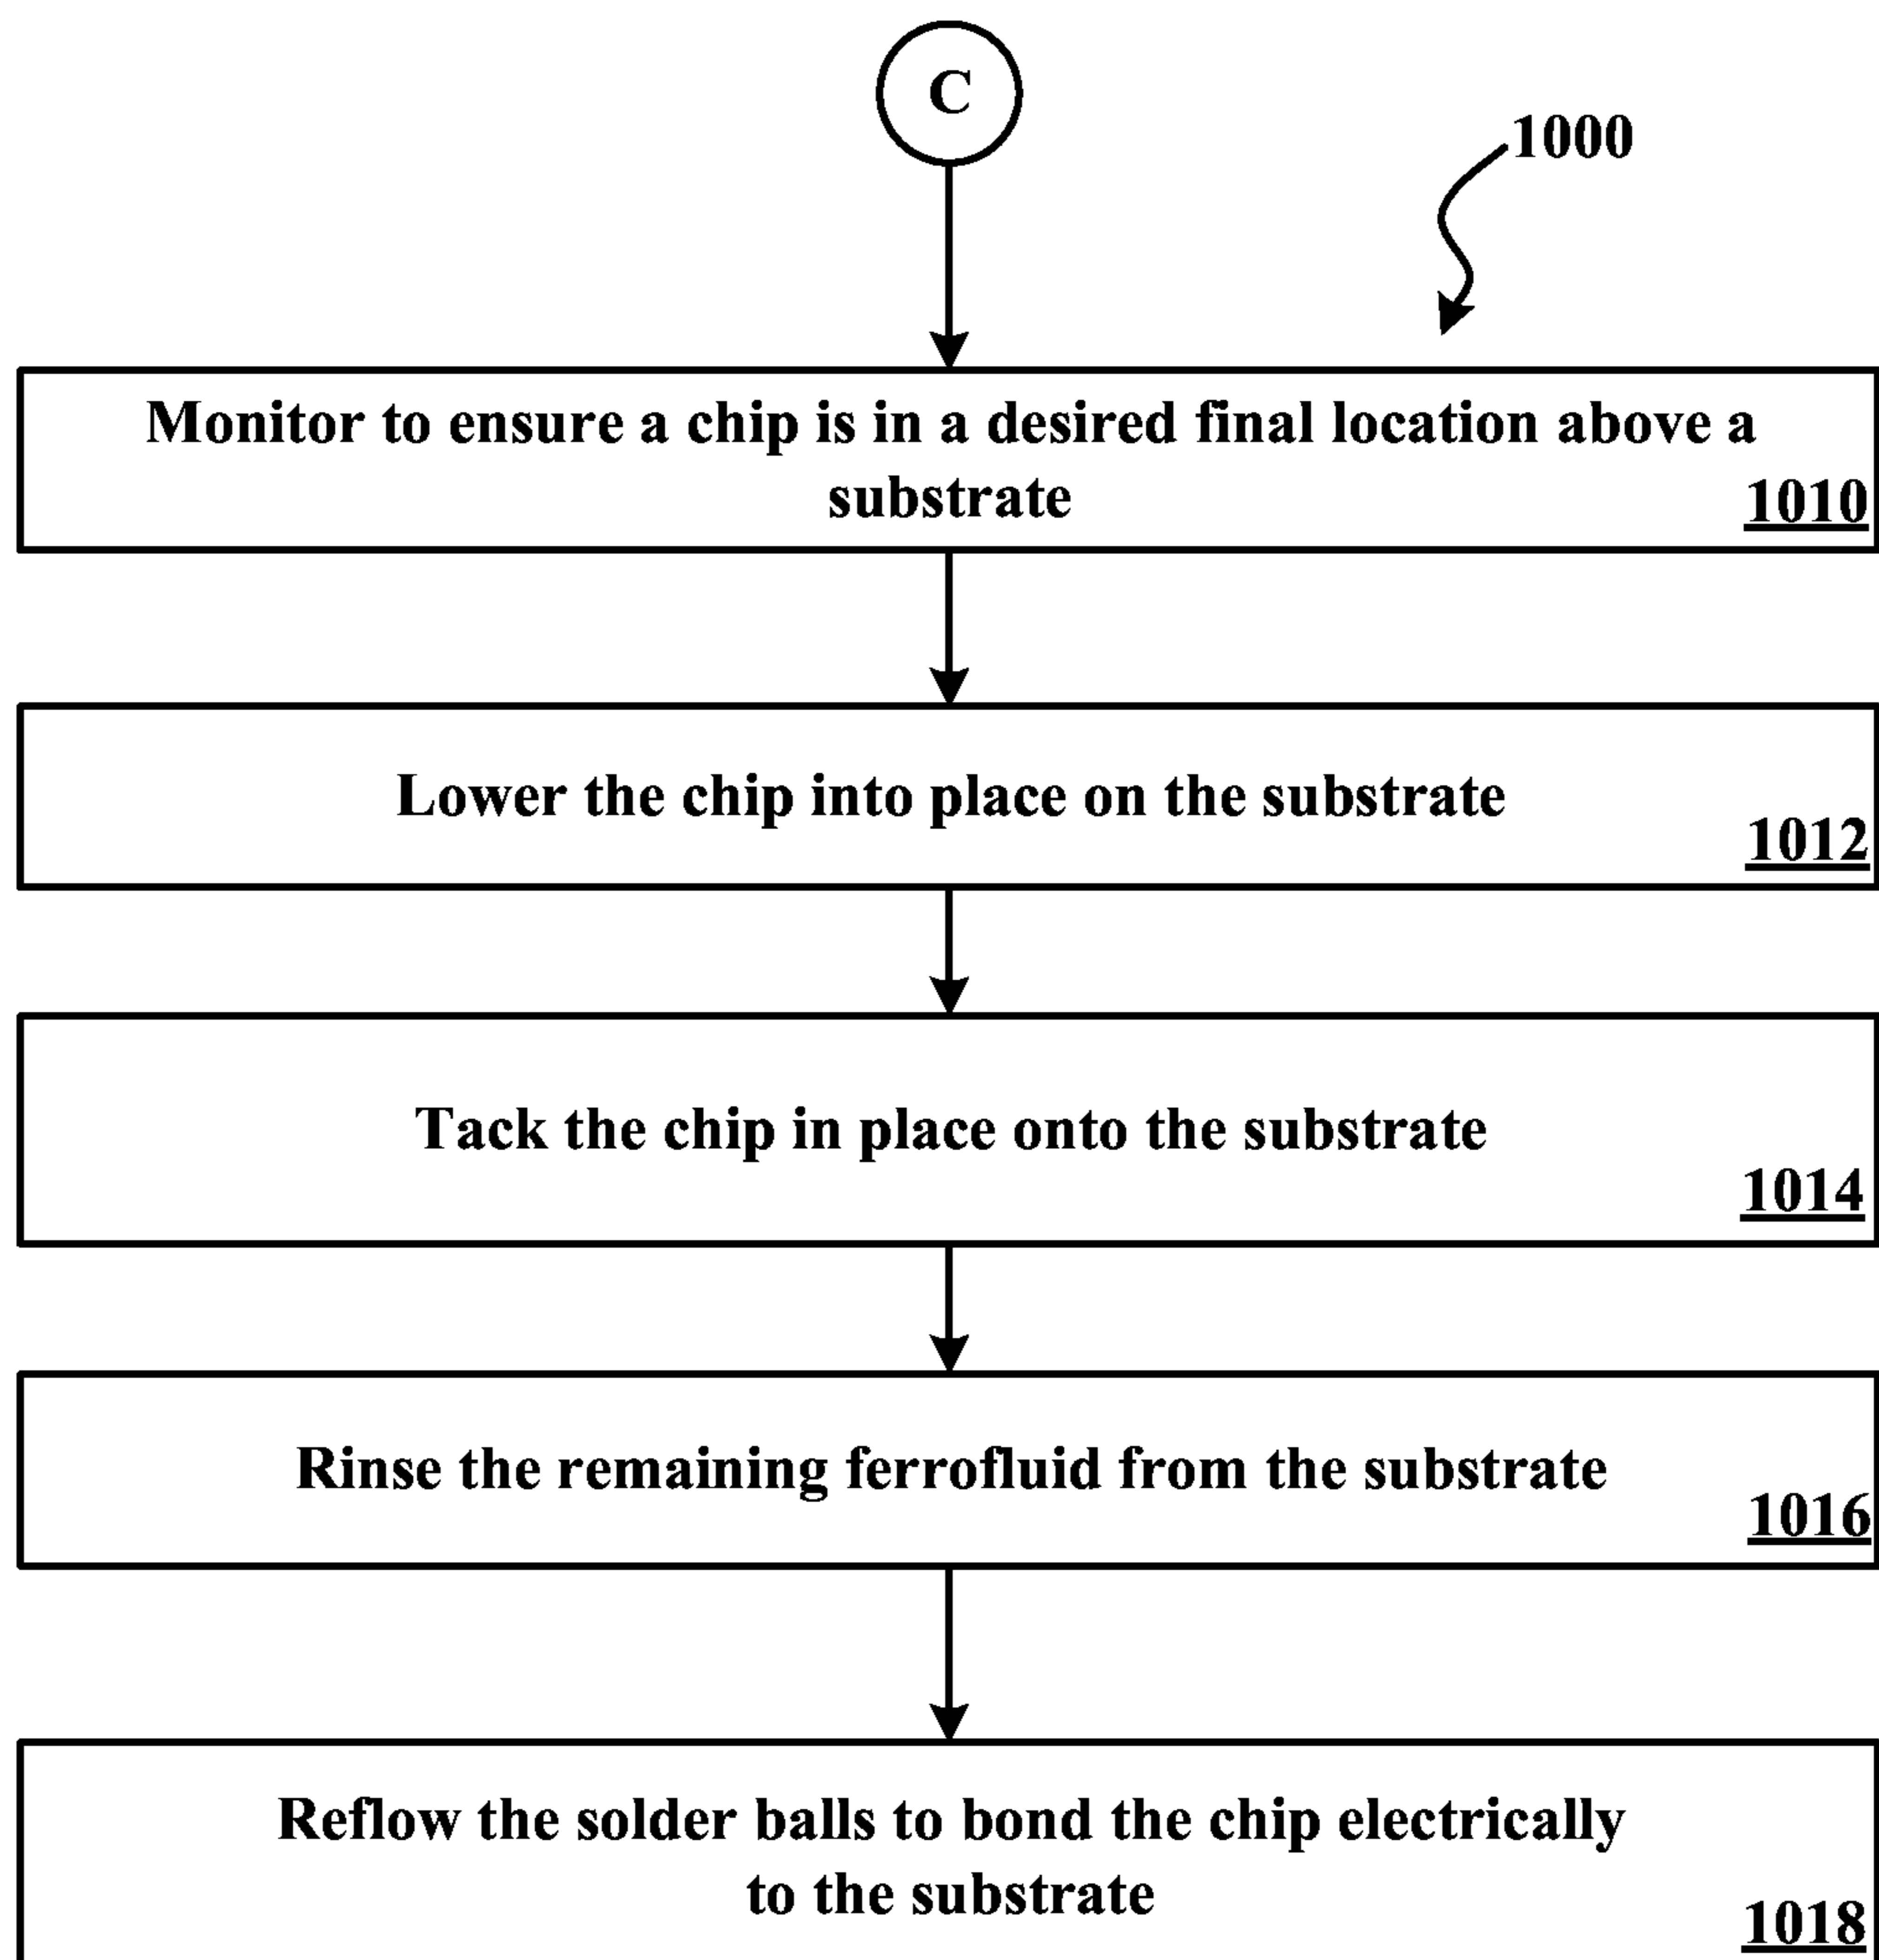 C
1000
Monitor to ensure a chip is in a desired final location above a
substrate
1010
Lower the chip into place on the substrate
1012
Tack the chip in place onto the substrate
1014
Rinse the remaining ferrofluid from the substrate
1016
Reflow the solder balls to bond the chip electrically
to the substrate
1018